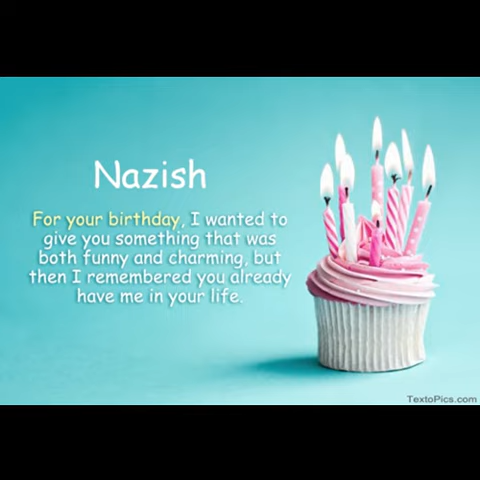 Nazish
For your birthday, I wanted to
give you something that was
both funny and charming, but
then I remembered you already
have me in your life.
TextoPics.com